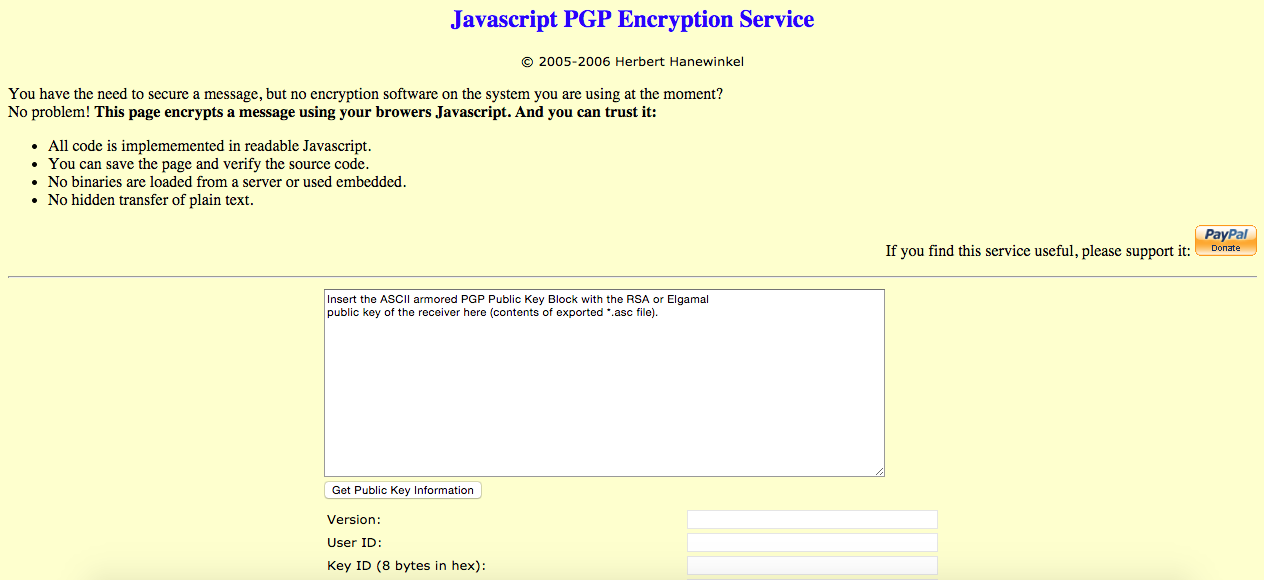 Javascript PGP Encryption Service
© 2005-2006 Herbert Hanewinkel
You have the need to secure a message, but no encryption software on the system you are using at the moment?
No problem! This page encrypts a message using your browers Javascript. And you can trust it:
• All code is implememented in readable Javascript.
• You can save the page and verify the source code.
• No binaries are loaded from a server or used embedded.
• No hidden transfer of plain text.
If you find this service useful, please support it: PayPal
Donate
Insert the ASCII armored PGP Public Key Block with the RSA or Elgamal
public key of the receiver here (contents of exported *.asc file).
Get Public Key Information
Version:
User ID:
Key ID (8 bytes in hex):